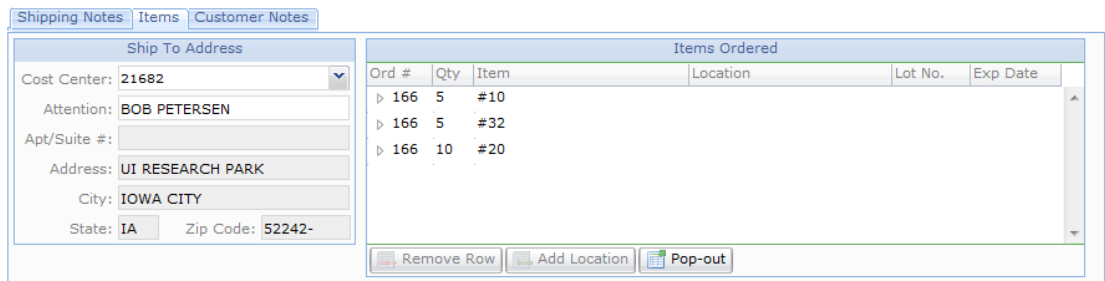 Shipping Notes Items Customer Notes
Ship To Address
Cost Center: 21682
Attention: BOB PETERSEN
Apt/Suite #:
Address: UI RESEARCH PARK
City: IOWA CITY
State: IA Zip Code: 52242-
Items Ordered
Ord # Qty Item Location Lot No. Exp Date
166 5 #10
166 5 #32
166 10 #20
Remove Row Add Location Pop-out